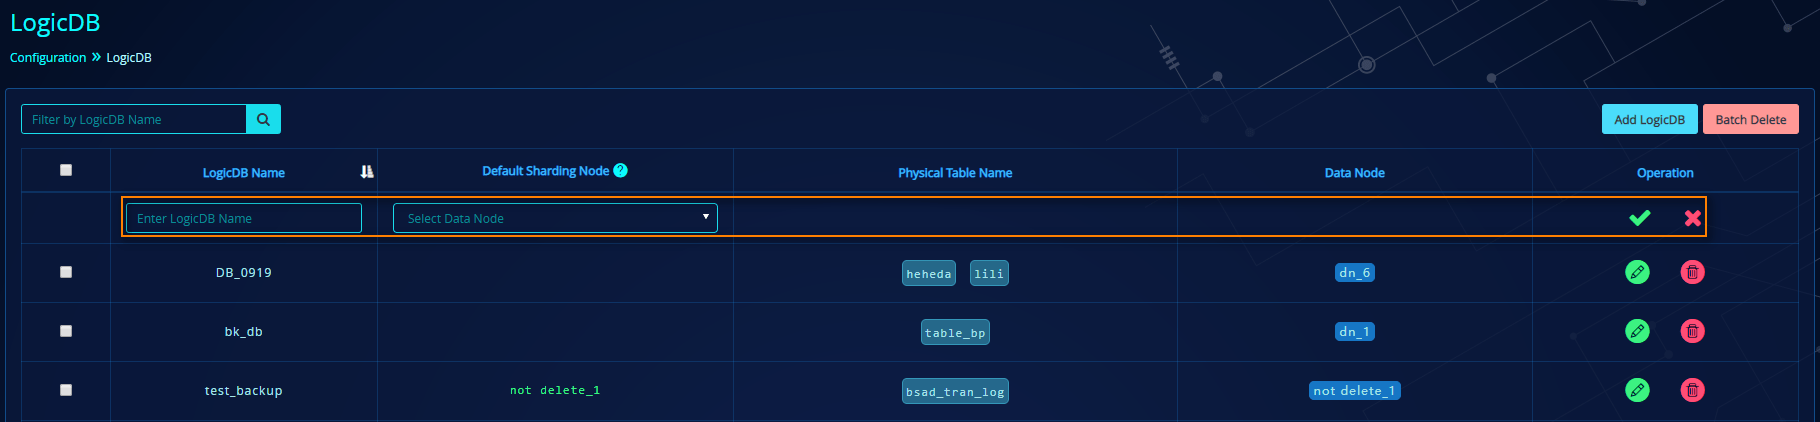 LogicDB
Configuration » LogicDB
Filter by LogicDB Name Add LogicDB Batch Delete
LogicDB Name Default Sharding Node ? Physical Table Name Data Node Operation
Enter LogicDB Name Select Data Node
DB_0919 heheda lili dn_6
bk_db table_bp dn_1
test_backup not delete_1 bsad_tran_log not delete_1